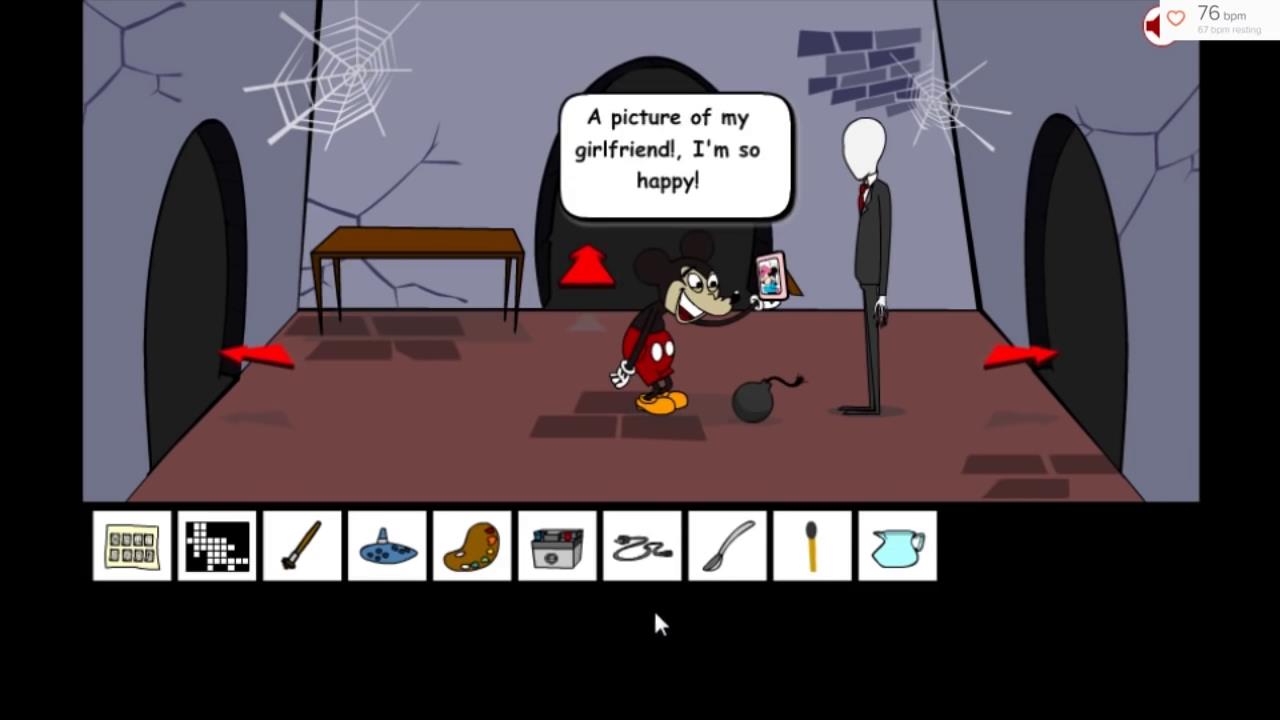 76 bpm
67 bpm resting
A picture of my
girlfriend!, I'm so
happy!